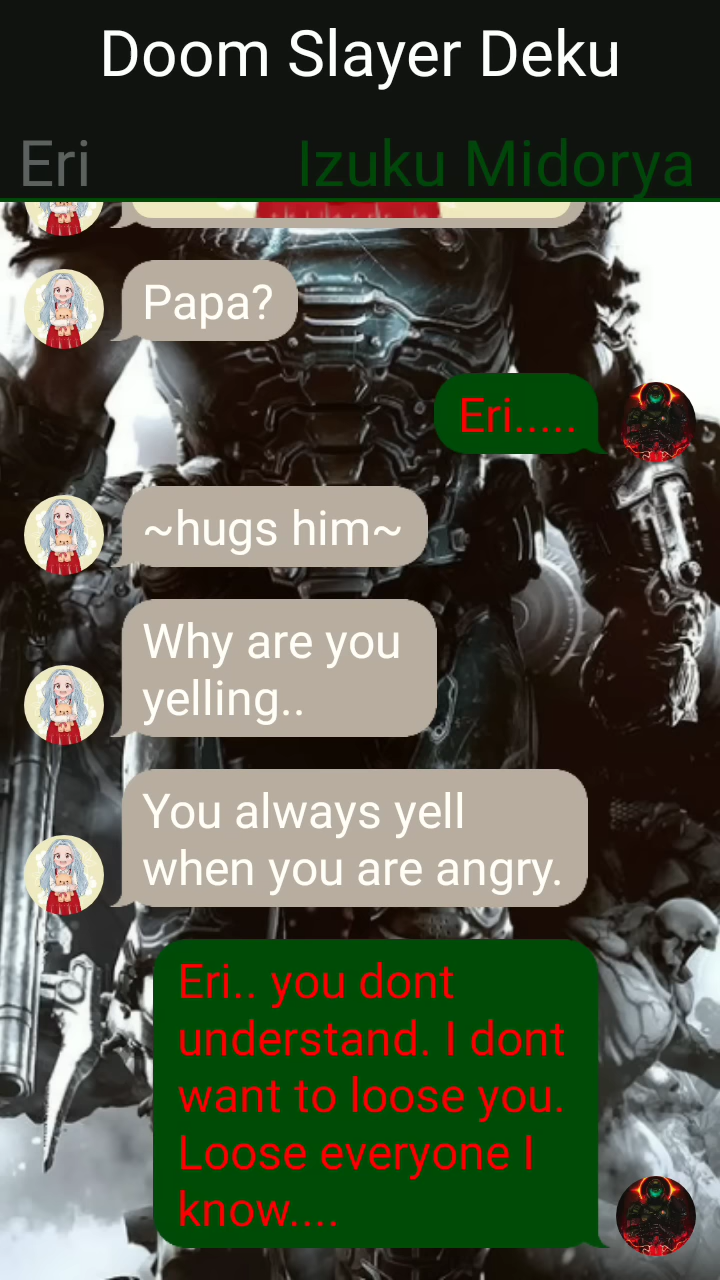 Doom Slayer Deku
Eri
Izuku Midorya
Papa?
Eri.....
~hugs him~
Why are you
yelling..
You always yell
when you are angry.
Eri.. you dont
understand. I dont
want to loose you.
Loose everyone I
know....